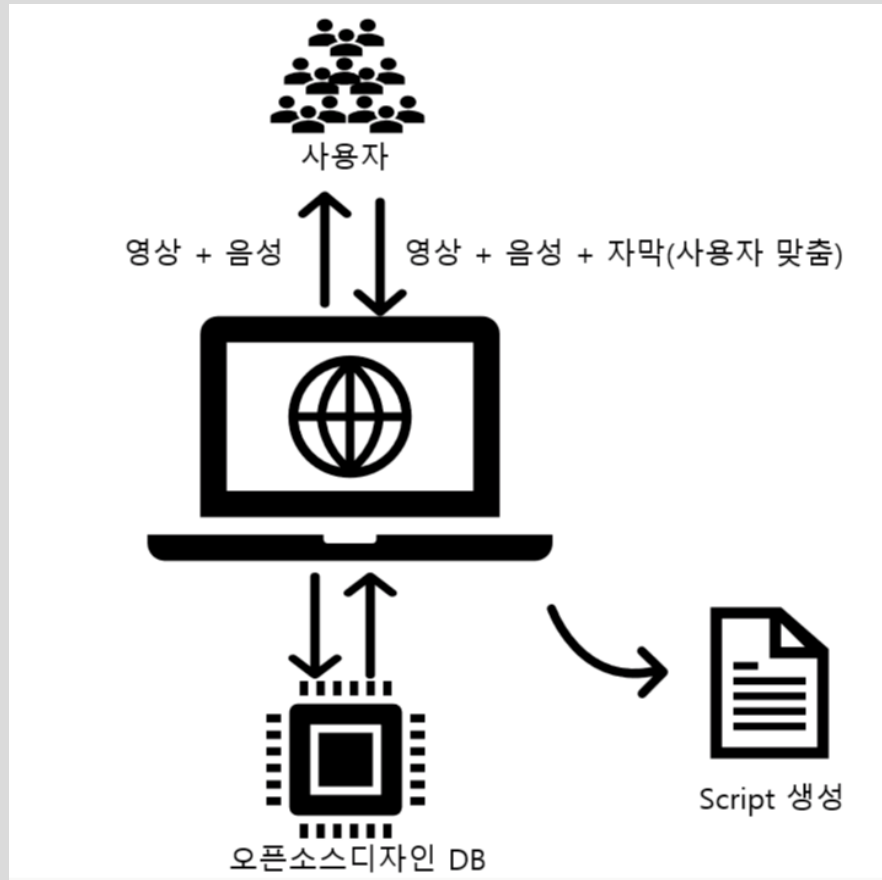 사용자
영상 + 음성
영상 + 음성 + 자막(사용자 맞춤)
Script 생성
오픈소스디자인 DB